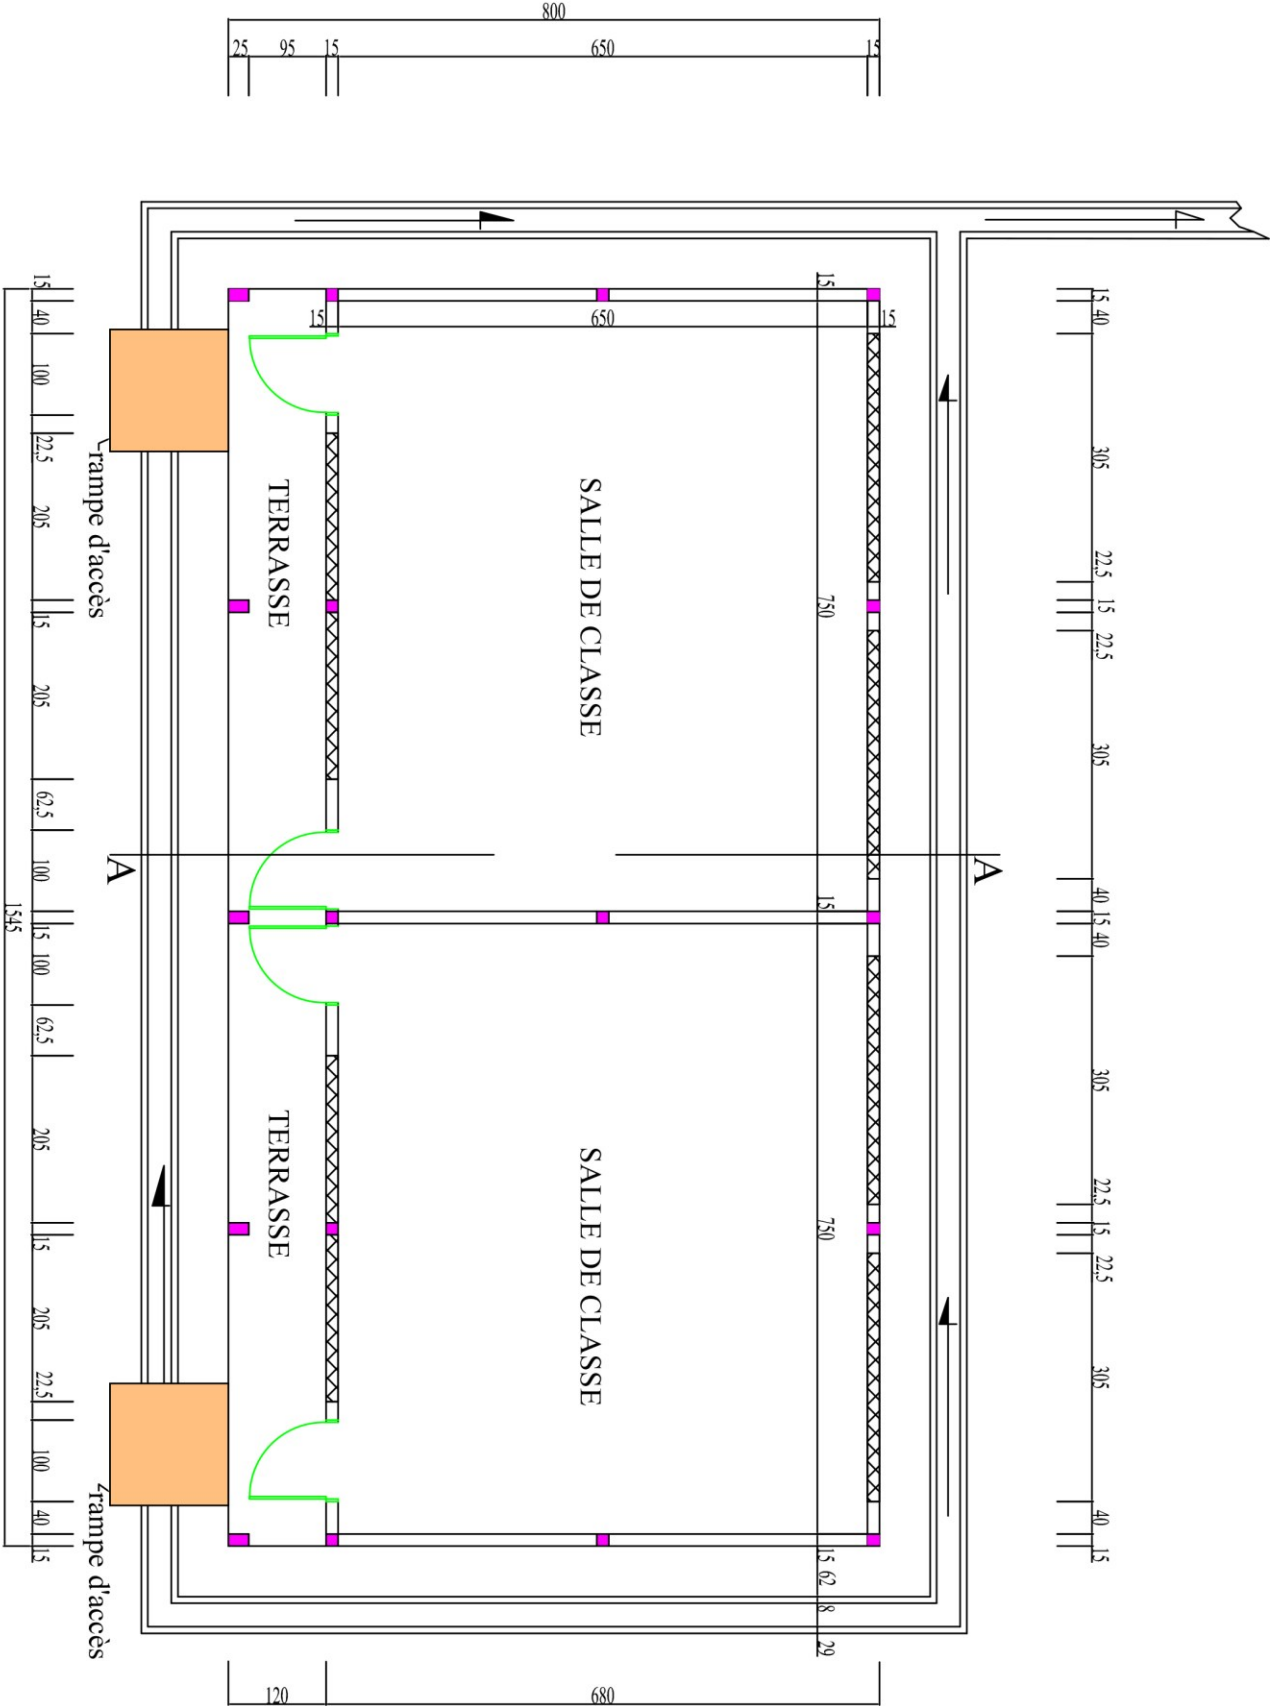 800
25 95 15 650 15
15 40 100 22,5 205 15 205 62,5 100 15 100 62,5 205 15 205 22,5 100 40 15
1545
rampe d'accès
rampe d'accès
TERRASSE
TERRASSE
15 650 15
SALLE DE CLASSE
SALLE DE CLASSE
15 750 15 750 15 62 8 29
A
A
15 40 305 22,5 15 22,5 305 40 15 40 305 22,5 15 22,5 305 40 15
120 680